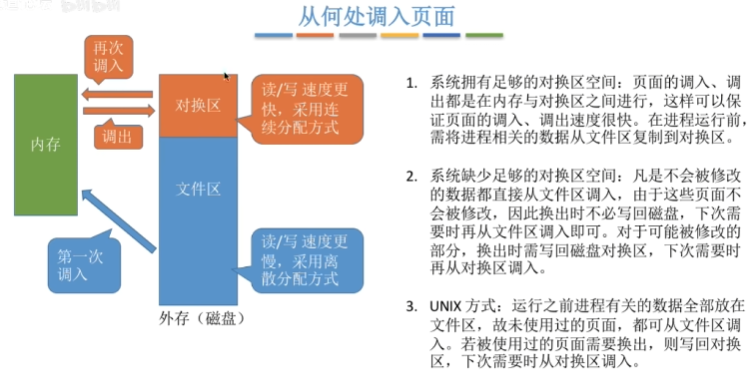 从何处调入页面
再次
调入
调出
内存
对换区
文件区
读/写 速度更
快，采用连
续分配方式
读/写 速度更
慢，采用离
散分配方式
第一次
调入
外存（磁盘）
1. 系统拥有足够的对换区空间：页面的调入、调
出都是在内存与对换区之间进行，这样可以保
证页面的调入、调出速度很快。在进程运行前，
需将进程相关的数据从文件区复制到对换区。
2. 系统缺少足够的对换区空间：凡是不会被修改
的数据都直接从文件区调入，由于这些页面不
会被修改，因此换出时不必写回磁盘，下次需
要时再从文件区调入即可。对于可能被修改的
部分，换出时需写回磁盘对换区，下次需要时
再从对换区调入。
3. UNIX 方式：运行之前进程有关的数据全部放在
文件区，故未使用过的页面，都可从文件区调
入。若被使用过的页面需要换出，则写回对换
区，下次需要时从对换区调入。